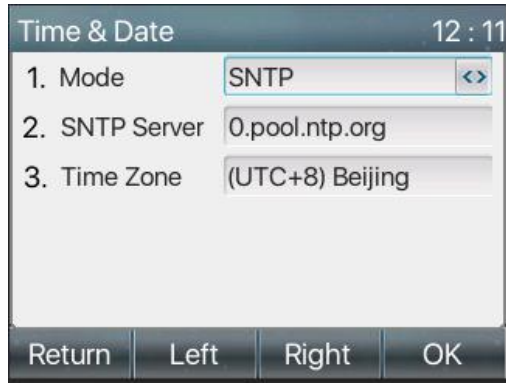 Time & Date 12 : 11
1. Mode SNTP <>
2. SNTP Server 0.pool.ntp.org
3. Time Zone (UTC+8) Beijing
Return Left Right OK